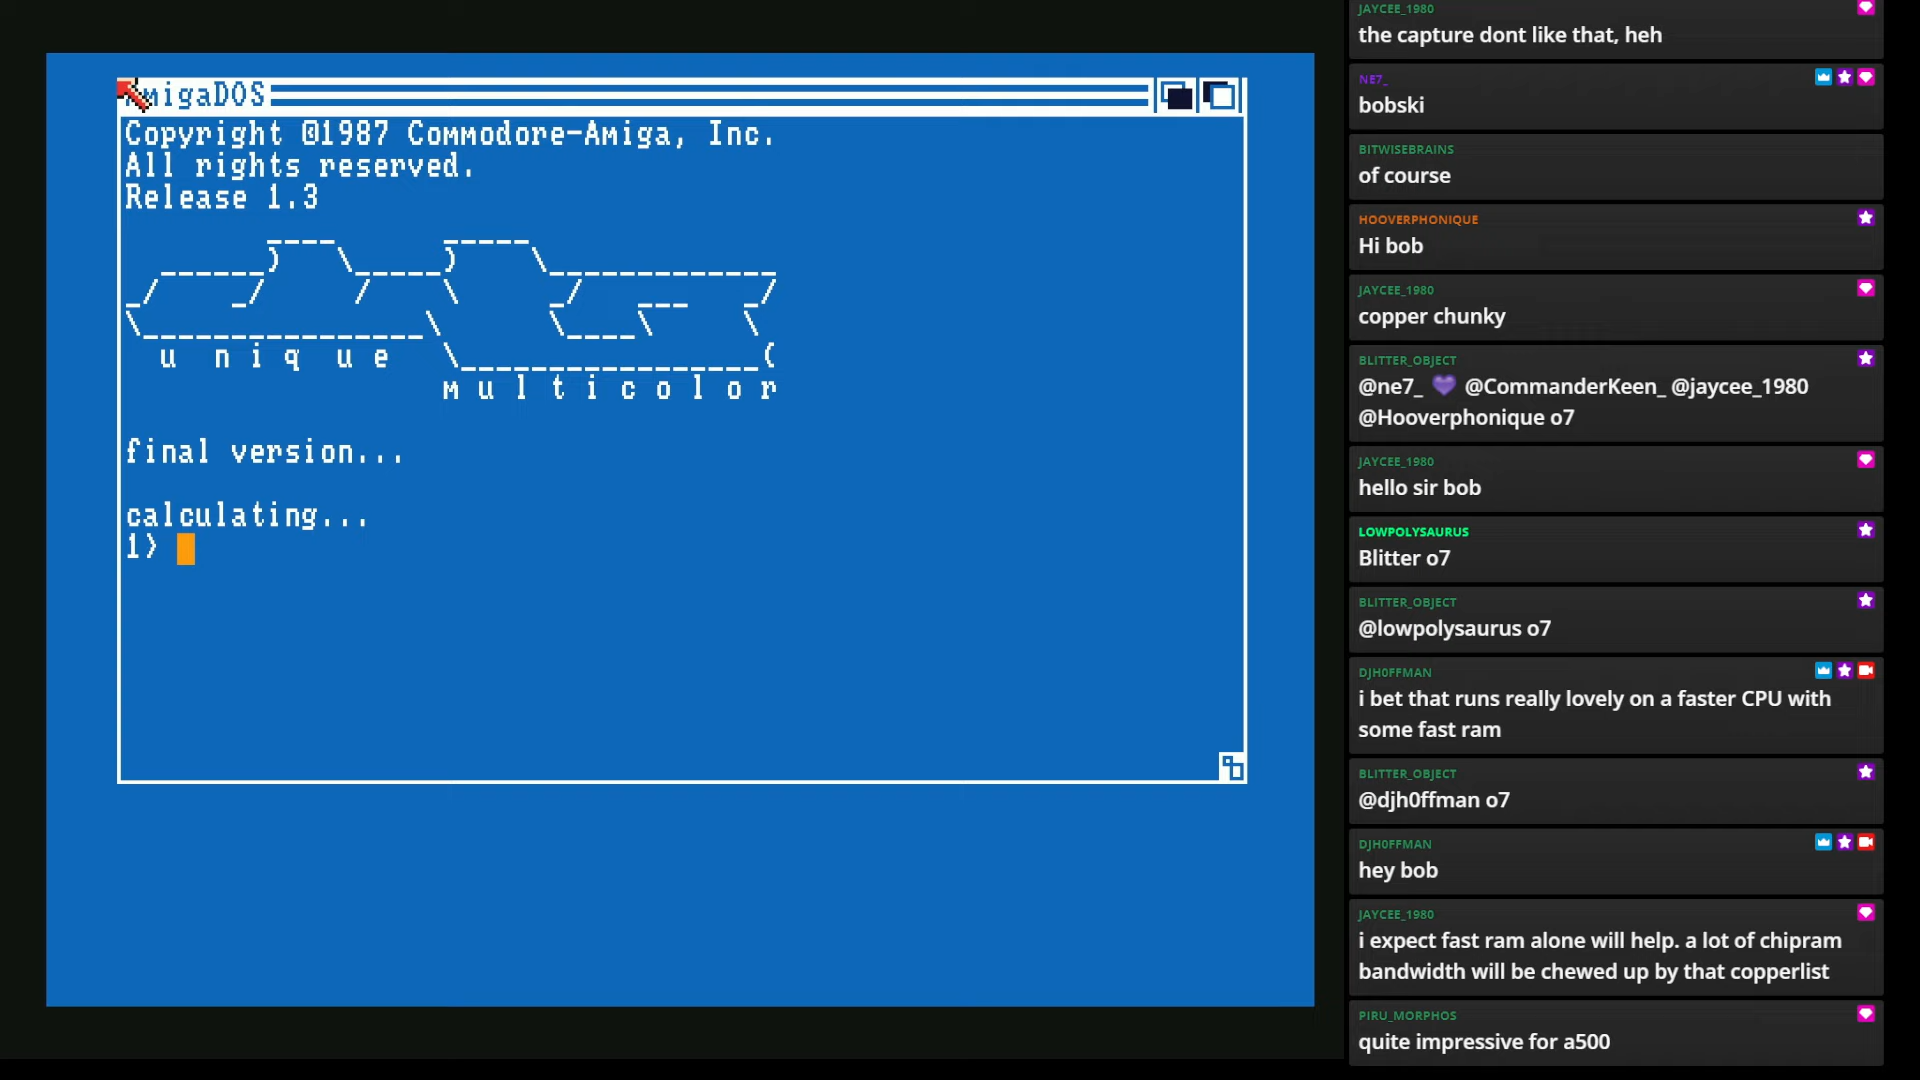 AmigaDOS
Copyright ©1987 Commodore-Amiga, Inc.
All rights reserved.
Release 1.3
u n i q u e
m u l t i c o l o r
final version...
calculating...
1>
JAYCEE_1980
the capture dont like that, heh
NE7_
bobski
BITWISEBRAINS
of course
HOOVERPHONIQUE
Hi bob
JAYCEE_1980
copper chunky
BLITTER_OBJECT
@ne7_ 💜 @CommanderKeen_ @jaycee_1980
@Hooverphonique o7
JAYCEE_1980
hello sir bob
LOWPOLYSAURUS
Blitter o7
BLITTER_OBJECT
@lowpolysaurus o7
DJH0FFMAN
i bet that runs really lovely on a faster CPU with
some fast ram
BLITTER_OBJECT
@djh0ffman o7
DJH0FFMAN
hey bob
JAYCEE_1980
i expect fast ram alone will help. a lot of chipram
bandwidth will be chewed up by that copperlist
PIRU_MORPHOS
quite impressive for a500